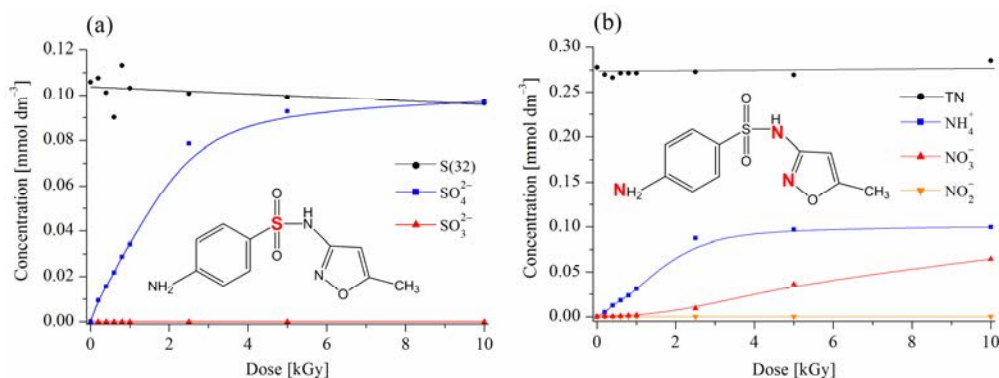 (a)
0.12
0.10
0.08
0.06
0.04
0.02
0.00
Concentration [mmol dm⁻³]
S(32)
SO₄²⁻
SO₃²⁻
O
H
S
N
O
N
O
CH₃
NH₂
0 2 4 6 8 10
Dose [kGy]
(b)
0.30
0.25
0.20
0.15
0.10
0.05
0.00
Concentration [mmol dm⁻³]
TN
NH₄⁺
NO₃⁻
NO₂⁻
O
H
S
N
O
N
O
CH₃
NH₂
0 2 4 6 8 10
Dose [kGy]